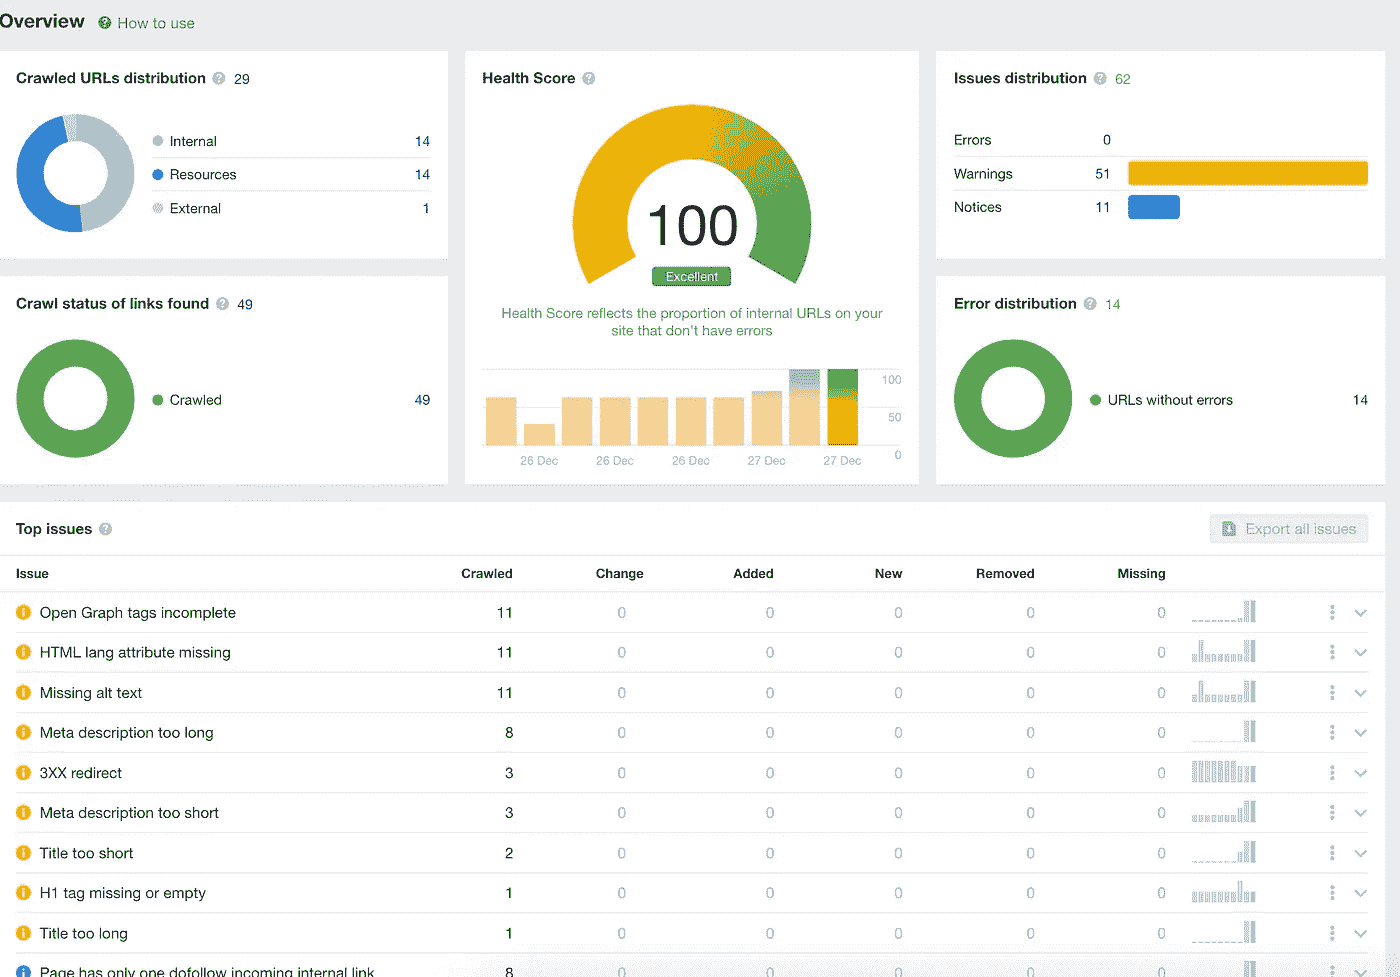 Overview How to use
Crawled URLs distribution 29
Internal 14
Resources 14
External 1
Health Score
100
Excellent
Health Score reflects the proportion of internal URLs on your
site that don't have errors
100
50
0
26 Dec 26 Dec 26 Dec 27 Dec 27 Dec
Issues distribution 62
Errors 0
Warnings 51
Notices 11
Crawl status of links found 49
Crawled 49
Error distribution 14
URLs without errors 14
Top issues Export all issues
Issue Crawled Change Added New Removed Missing
Open Graph tags incomplete 11 0 0 0 0 0
HTML lang attribute missing 11 0 0 0 0 0
Missing alt text 11 0 0 0 0 0
Meta description too long 8 0 0 0 0 0
3XX redirect 3 0 0 0 0 0
Meta description too short 3 0 0 0 0 0
Title too short 2 0 0 0 0 0
H1 tag missing or empty 1 0 0 0 0 0
Title too long 1 0 0 0 0 0
Page has only one dofollow incoming internal link 8 0 0 0 0 0